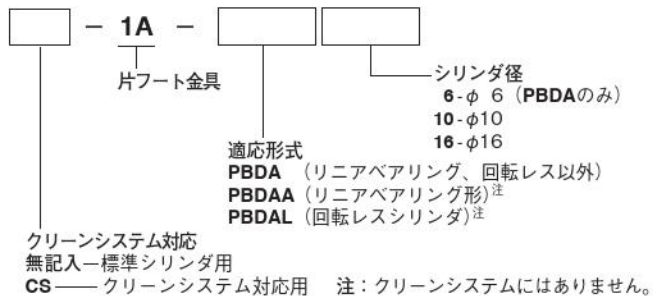 − 1A −
片フート金具
シリンダ径
6-φ 6（PBDAのみ）
10-φ10
16-φ16
適応形式
PBDA （リニアベアリング、回転レス以外）
PBDAA（リニアベアリング形）注
PBDAL（回転レスシリンダ）注
クリーンシステム対応
無記入―標準シリンダ用
CS――クリーンシステム対応用 注：クリーンシステムにはありません。